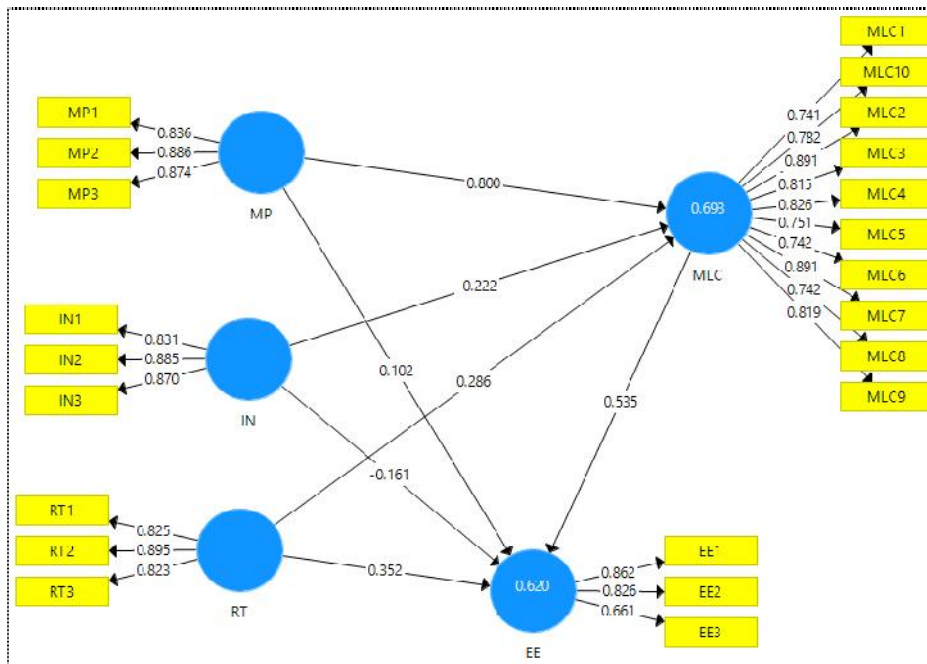 MP1
MP2
MP3
0.836
0.886
0.874
MP
IN1
IN2
IN3
0.831
0.885
0.870
IN
RT1
RT2
RT3
0.825
0.895
0.823
RT
0.800
0.222
0.286
0.102
-0.161
0.352
0.535
0.693
MLC
0.741
0.782
0.891
0.815
0.826
0.751
0.742
0.891
0.742
0.819
MLC1
MLC10
MLC2
MLC3
MLC4
MLC5
MLC6
MLC7
MLC8
MLC9
0.620
EE
0.862
0.826
0.661
EE1
EE2
EE3